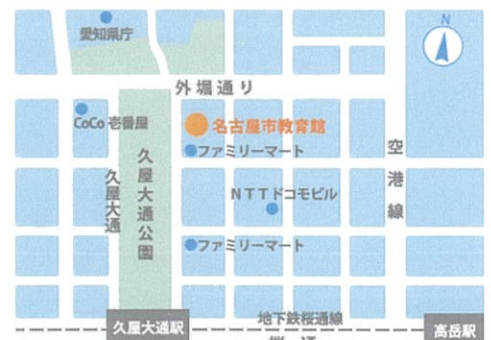 N
愛知県庁
外堀通り
CoCo壱番屋
名古屋市教育館
ファミリーマート
久屋大通公園
久屋大通
空港線
NTTドコモビル
ファミリーマート
地下鉄桜通線
久屋大通駅
高岳駅